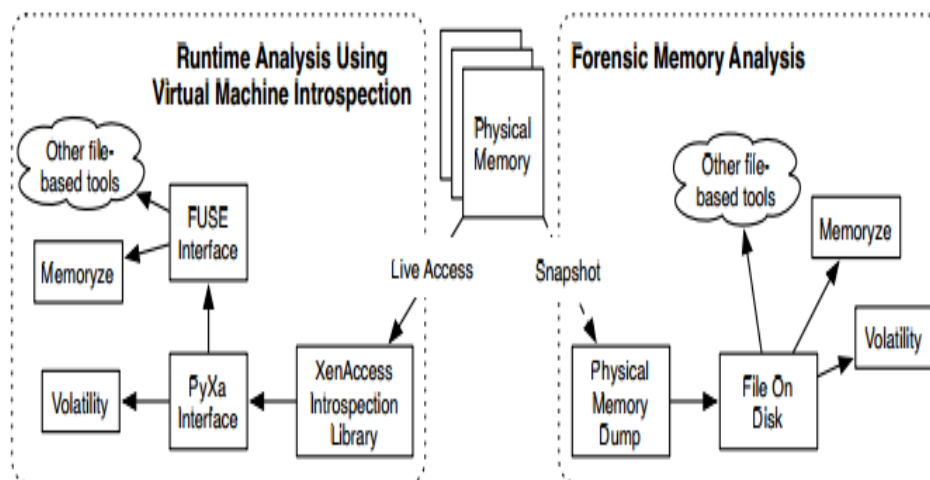 Runtime Analysis Using
Virtual Machine Introspection
Other file-
based tools
FUSE
Interface
Memoryze
Volatility
PyXa
Interface
XenAccess
Introspection
Library
Physical
Memory
Live Access
Snapshot
Forensic Memory Analysis
Other file-
based tools
Memoryze
Volatility
Physical
Memory
Dump
File On
Disk